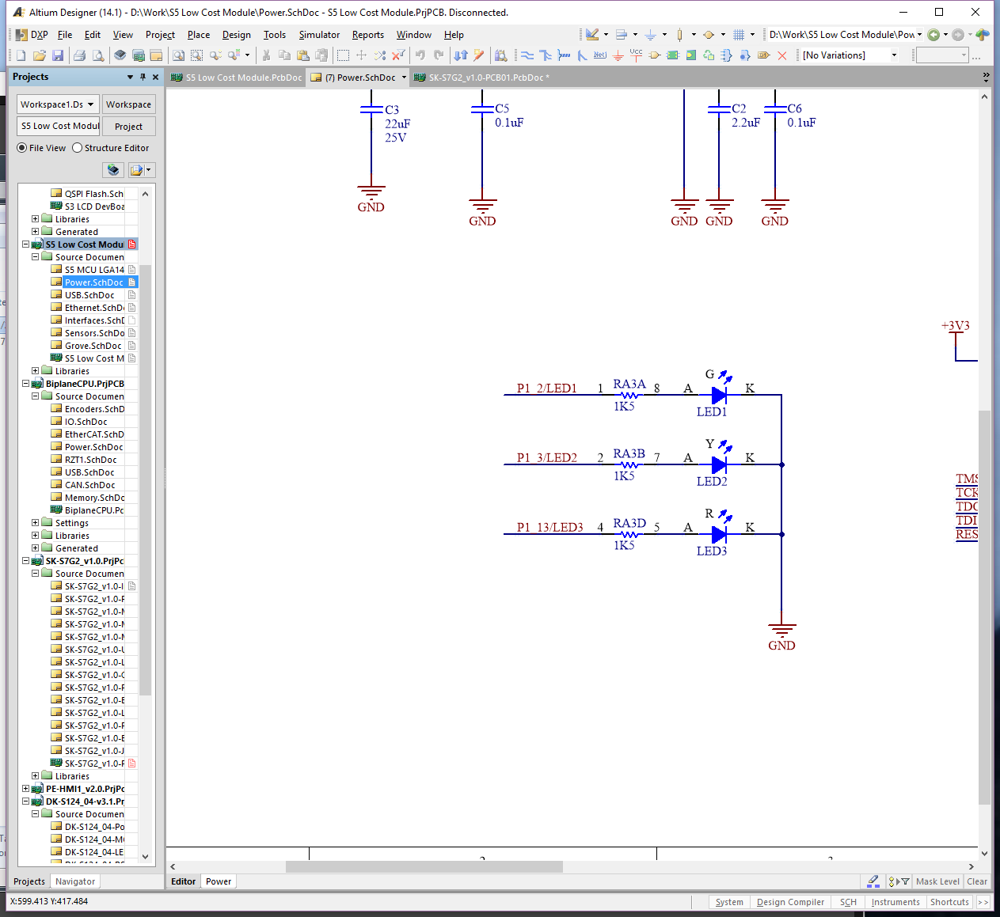 Altium Designer (14.1) - D:\Work\S5 Low Cost Module\Power.SchDoc - S5 Low Cost Module.PrjPCB. Disconnected.
DXP File Edit View Project Place Design Tools Simulator Reports Window Help
D:\Work\S5 Low Cost Module\Pow
Net
Vcc
[No Variations]
...
Projects
S5 Low Cost Module.PcbDoc
(7) Power.SchDoc
SK-S7G2_v1.0-PCB01.PcbDoc *
Workspace1.Ds
Workspace
S5 Low Cost Modul
Project
File View
Structure Editor
QSPI Flash.Sch
S3 LCD DevBoa
Libraries
Generated
S5 Low Cost Modu
Source Documen
S5 MCU LGA14
Power.SchDoc
USB.SchDoc
Ethernet.SchD
Interfaces.Sch
Sensors.SchDo
Grove.SchDoc
S5 Low Cost M
Libraries
BiplaneCPU.PrjPCB
Source Documen
Encoders.SchD
IO.SchDoc
EtherCAT.SchD
Power.SchDoc
RZT1.SchDoc
USB.SchDoc
CAN.SchDoc
Memory.SchDo
BiplaneCPU.Pc
Settings
Libraries
Generated
SK-S7G2_v1.0.PrjPc
Source Documen
SK-S7G2_v1.0-I
SK-S7G2_v1.0-F
SK-S7G2_v1.0-M
SK-S7G2_v1.0-M
SK-S7G2_v1.0-M
SK-S7G2_v1.0-U
SK-S7G2_v1.0-L
SK-S7G2_v1.0-C
SK-S7G2_v1.0-P
SK-S7G2_v1.0-E
SK-S7G2_v1.0-L
SK-S7G2_v1.0-P
SK-S7G2_v1.0-E
SK-S7G2_v1.0-J
SK-S7G2_v1.0-P
Libraries
PE-HMI1_v2.0.PrjPc
DK-S124_04-v3.1.Prj
Source Documen
DK-S124_04-Po
DK-S124_04-M
DK-S124_04-LE
C3
22uF
25V
GND
C5
0.1uF
GND
GND
C2
2.2uF
GND
C6
0.1uF
GND
+3V3
P1_2/LED1 1 RA3A 8 A G K
1K5 LED1
P1_3/LED2 2 RA3B 7 A Y K
1K5 LED2
P1_13/LED3 4 RA3D 5 A R K
1K5 LED3
GND
TMS
TCK
TDO
TDI
RES
2
3
Projects
Navigator
Editor
Power
Mask Level
Clear
X:599.413 Y:417.484
System
Design Compiler
SCH
Instruments
Shortcuts
>>